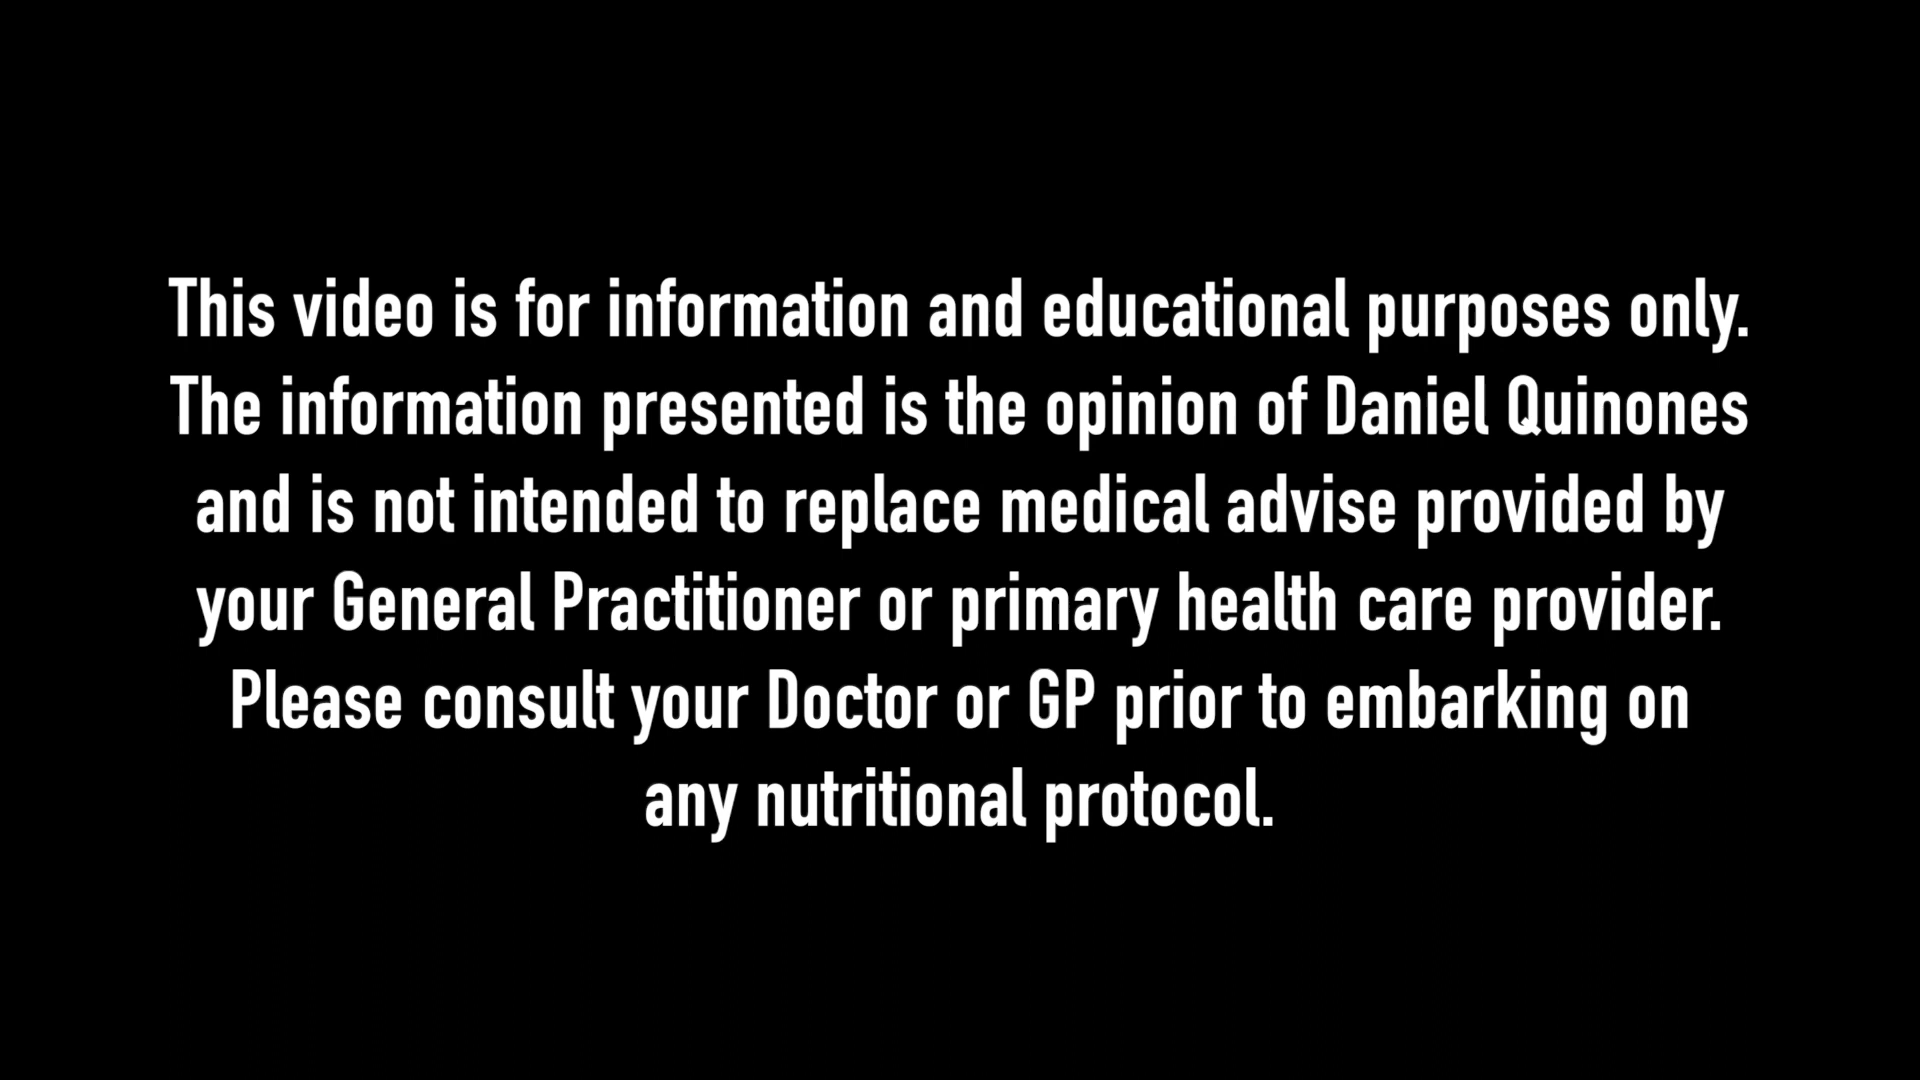 This video is for information and educational purposes only.
The information presented is the opinion of Daniel Quinones
and is not intended to replace medical advise provided by
your General Practitioner or primary health care provider.
Please consult your Doctor or GP prior to embarking on
any nutritional protocol.